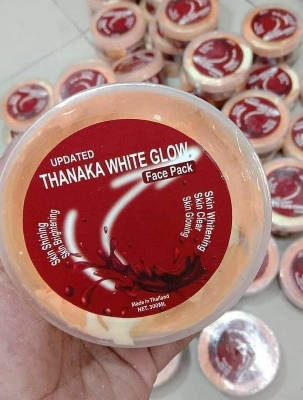 UPDATED
THANAKA WHITE GLOW
Face Pack
Skin Whitening
Skin Clear
Skin Glowing
Skin Shining
Skin Brightening
Made in Thailand
NET. 300ML